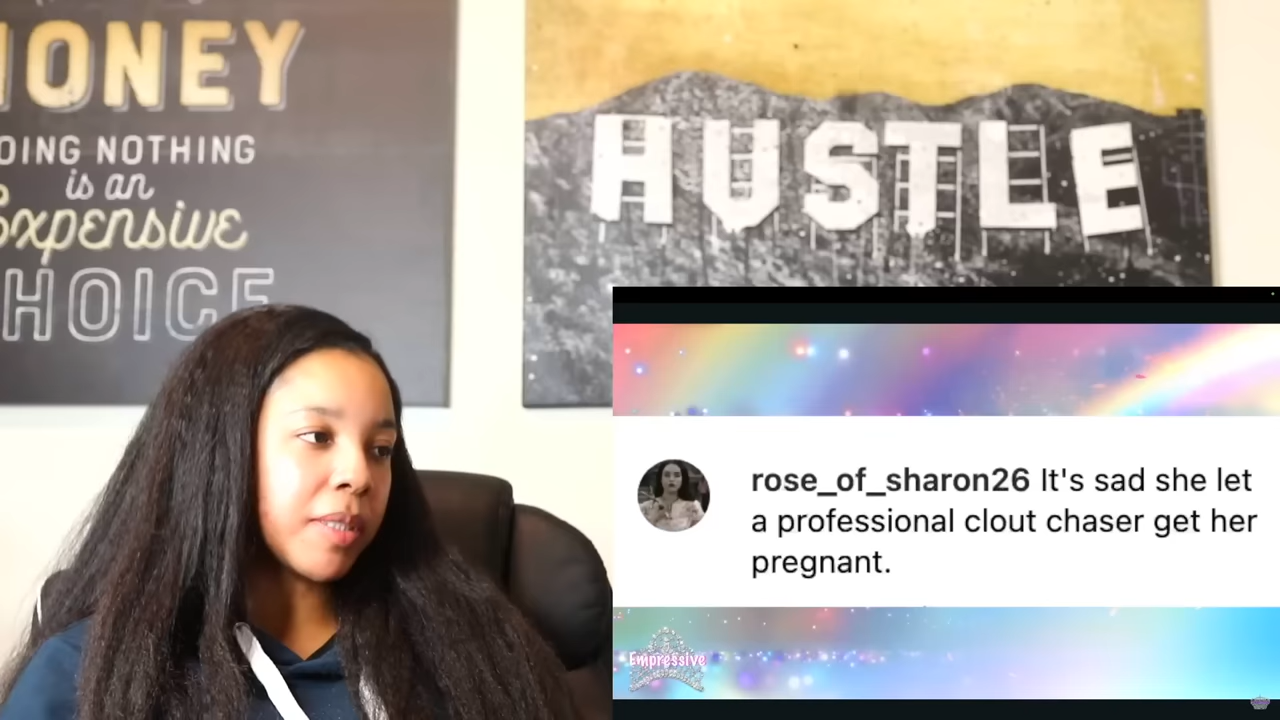 MONEY
DOING NOTHING
is an
Expensive
CHOICE
HUSTLE
rose_of_sharon26 It's sad she let
a professional clout chaser get her
pregnant.
Empressive